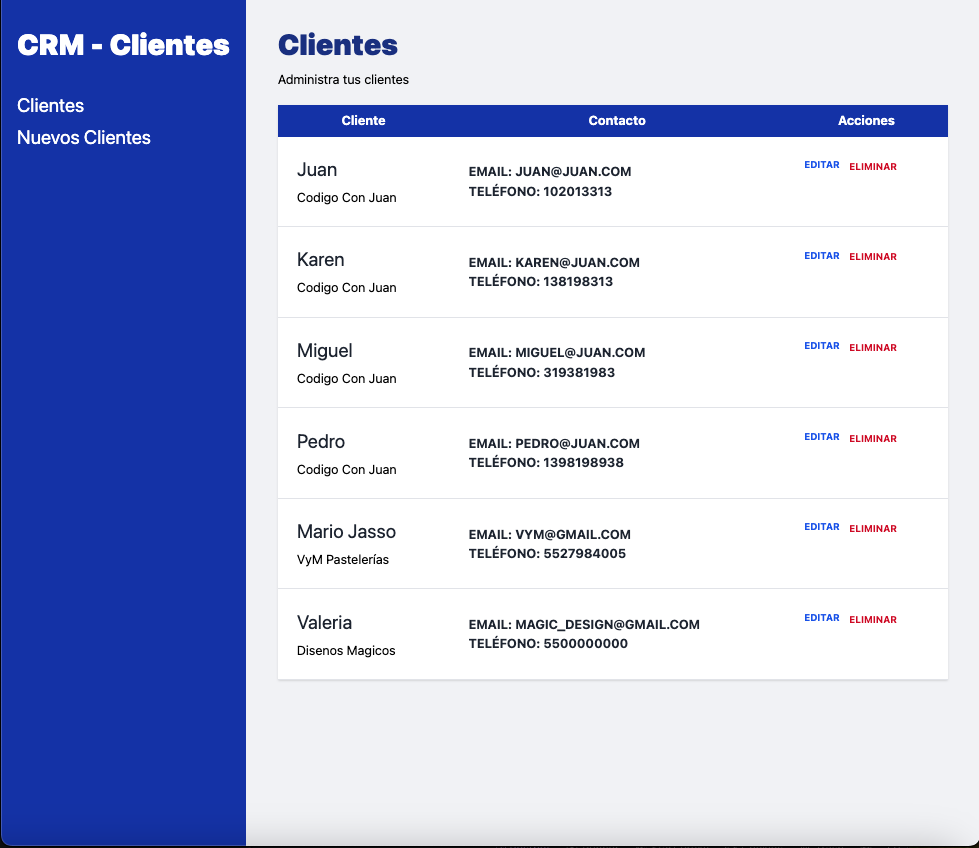 CRM - Clientes
Clientes
Nuevos Clientes
Clientes
Administra tus clientes
Cliente Contacto Acciones
Juan
Codigo Con Juan
EMAIL: JUAN@JUAN.COM
TELÉFONO: 102013313
EDITAR ELIMINAR
Karen
Codigo Con Juan
EMAIL: KAREN@JUAN.COM
TELÉFONO: 138198313
EDITAR ELIMINAR
Miguel
Codigo Con Juan
EMAIL: MIGUEL@JUAN.COM
TELÉFONO: 319381983
EDITAR ELIMINAR
Pedro
Codigo Con Juan
EMAIL: PEDRO@JUAN.COM
TELÉFONO: 1398198938
EDITAR ELIMINAR
Mario Jasso
VyM Pastelerías
EMAIL: VYM@GMAIL.COM
TELÉFONO: 5527984005
EDITAR ELIMINAR
Valeria
Disenos Magicos
EMAIL: MAGIC_DESIGN@GMAIL.COM
TELÉFONO: 5500000000
EDITAR ELIMINAR